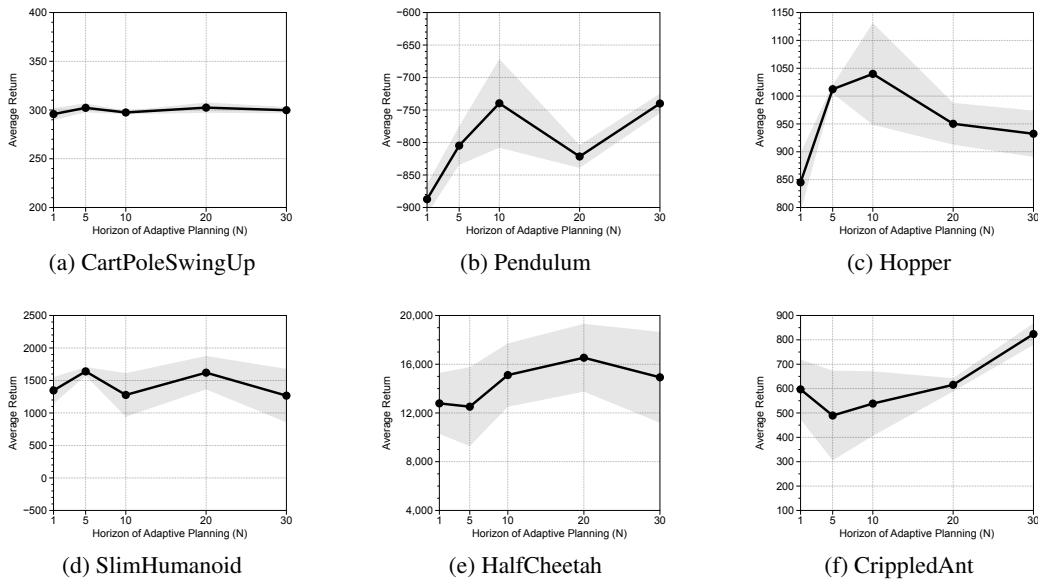 400
350
300
250
200
Average Return
1 5 10 20 30
Horizon of Adaptive Planning (N)
(a) CartPoleSwingUp
−600
−650
−700
−750
−800
−850
−900
Average Return
1 5 10 20 30
Horizon of Adaptive Planning (N)
(b) Pendulum
1150
1100
1050
1000
950
900
850
800
Average Return
1 5 10 20 30
Horizon of Adaptive Planning (N)
(c) Hopper
2500
2000
1500
1000
500
0
−500
Average Return
1 5 10 20 30
Horizon of Adaptive Planning (N)
(d) SlimHumanoid
20,000
16,000
12,000
8,000
4,000
Average Return
1 5 10 20 30
Horizon of Adaptive Planning (N)
(e) HalfCheetah
900
800
700
600
500
400
300
200
100
Average Return
1 5 10 20 30
Horizon of Adaptive Planning (N)
(f) CrippledAnt